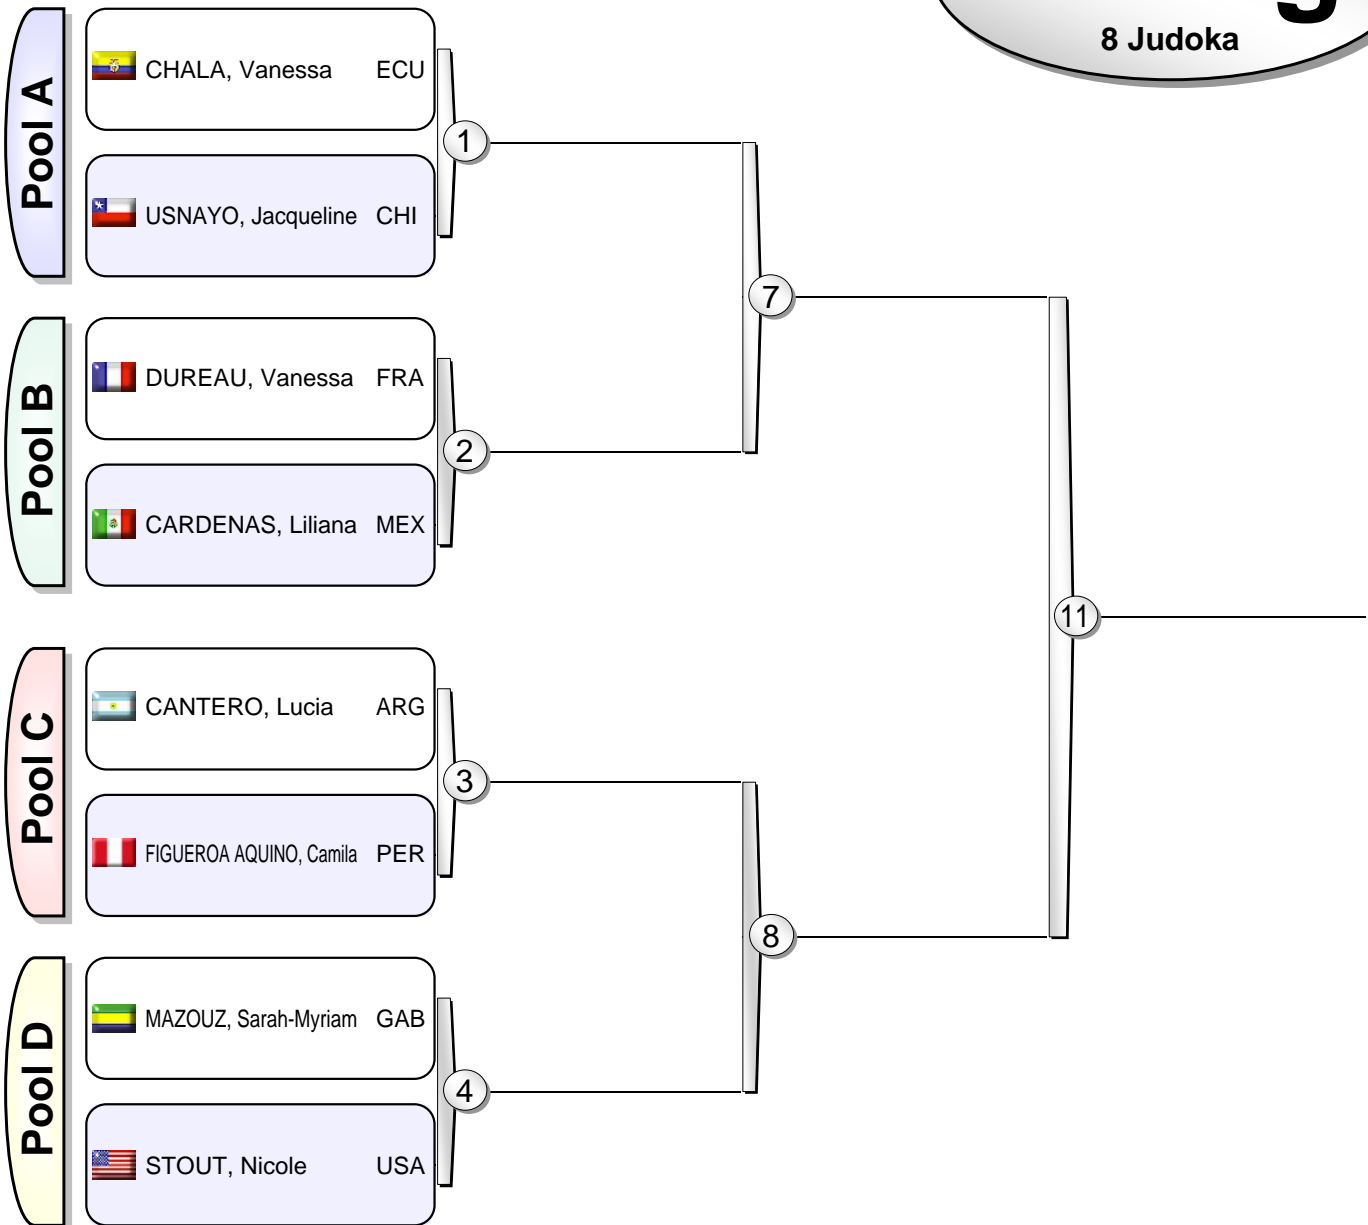 8 Judoka
Pool A
CHALA, Vanessa ECU
USNAYO, Jacqueline CHI
1
Pool B
DUREAU, Vanessa FRA
CARDENAS, Liliana MEX
2
7
Pool C
CANTERO, Lucia ARG
FIGUEROA AQUINO, Camila PER
3
Pool D
MAZOUZ, Sarah-Myriam GAB
STOUT, Nicole USA
4
8
11